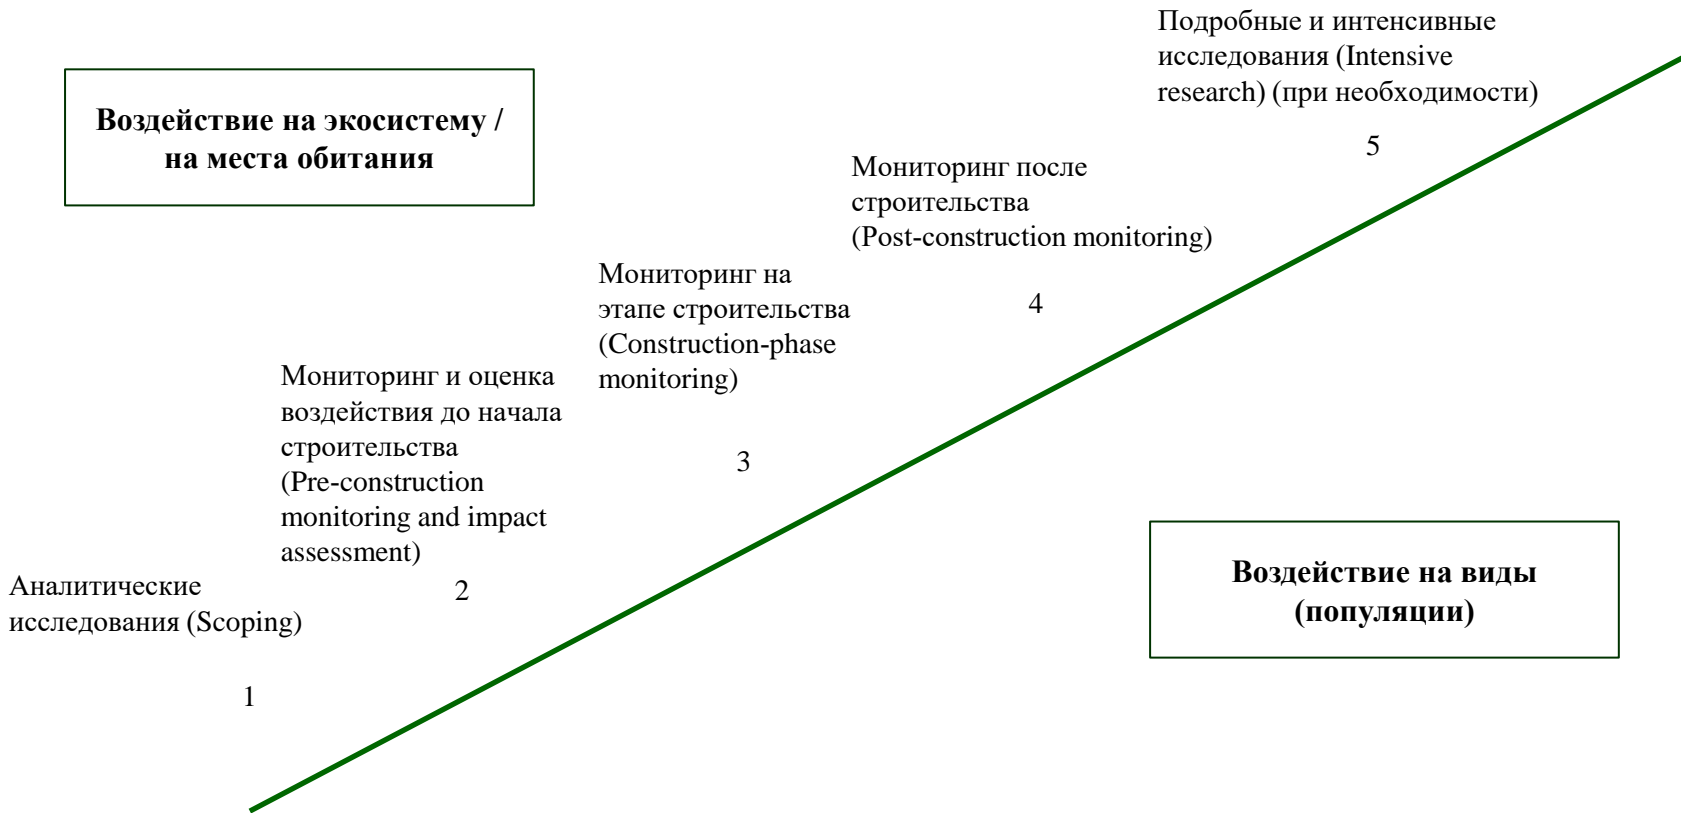 Воздействие на экосистему /
на места обитания
Аналитические
исследования (Scoping)
1
Мониторинг и оценка
воздействия до начала
строительства
(Pre-construction
monitoring and impact
assessment)
2
Мониторинг на
этапе строительства
(Construction-phase
monitoring)
3
Мониторинг после
строительства
(Post-construction monitoring)
4
Подробные и интенсивные
исследования (Intensive
research) (при необходимости)
5
Воздействие на виды
(популяции)